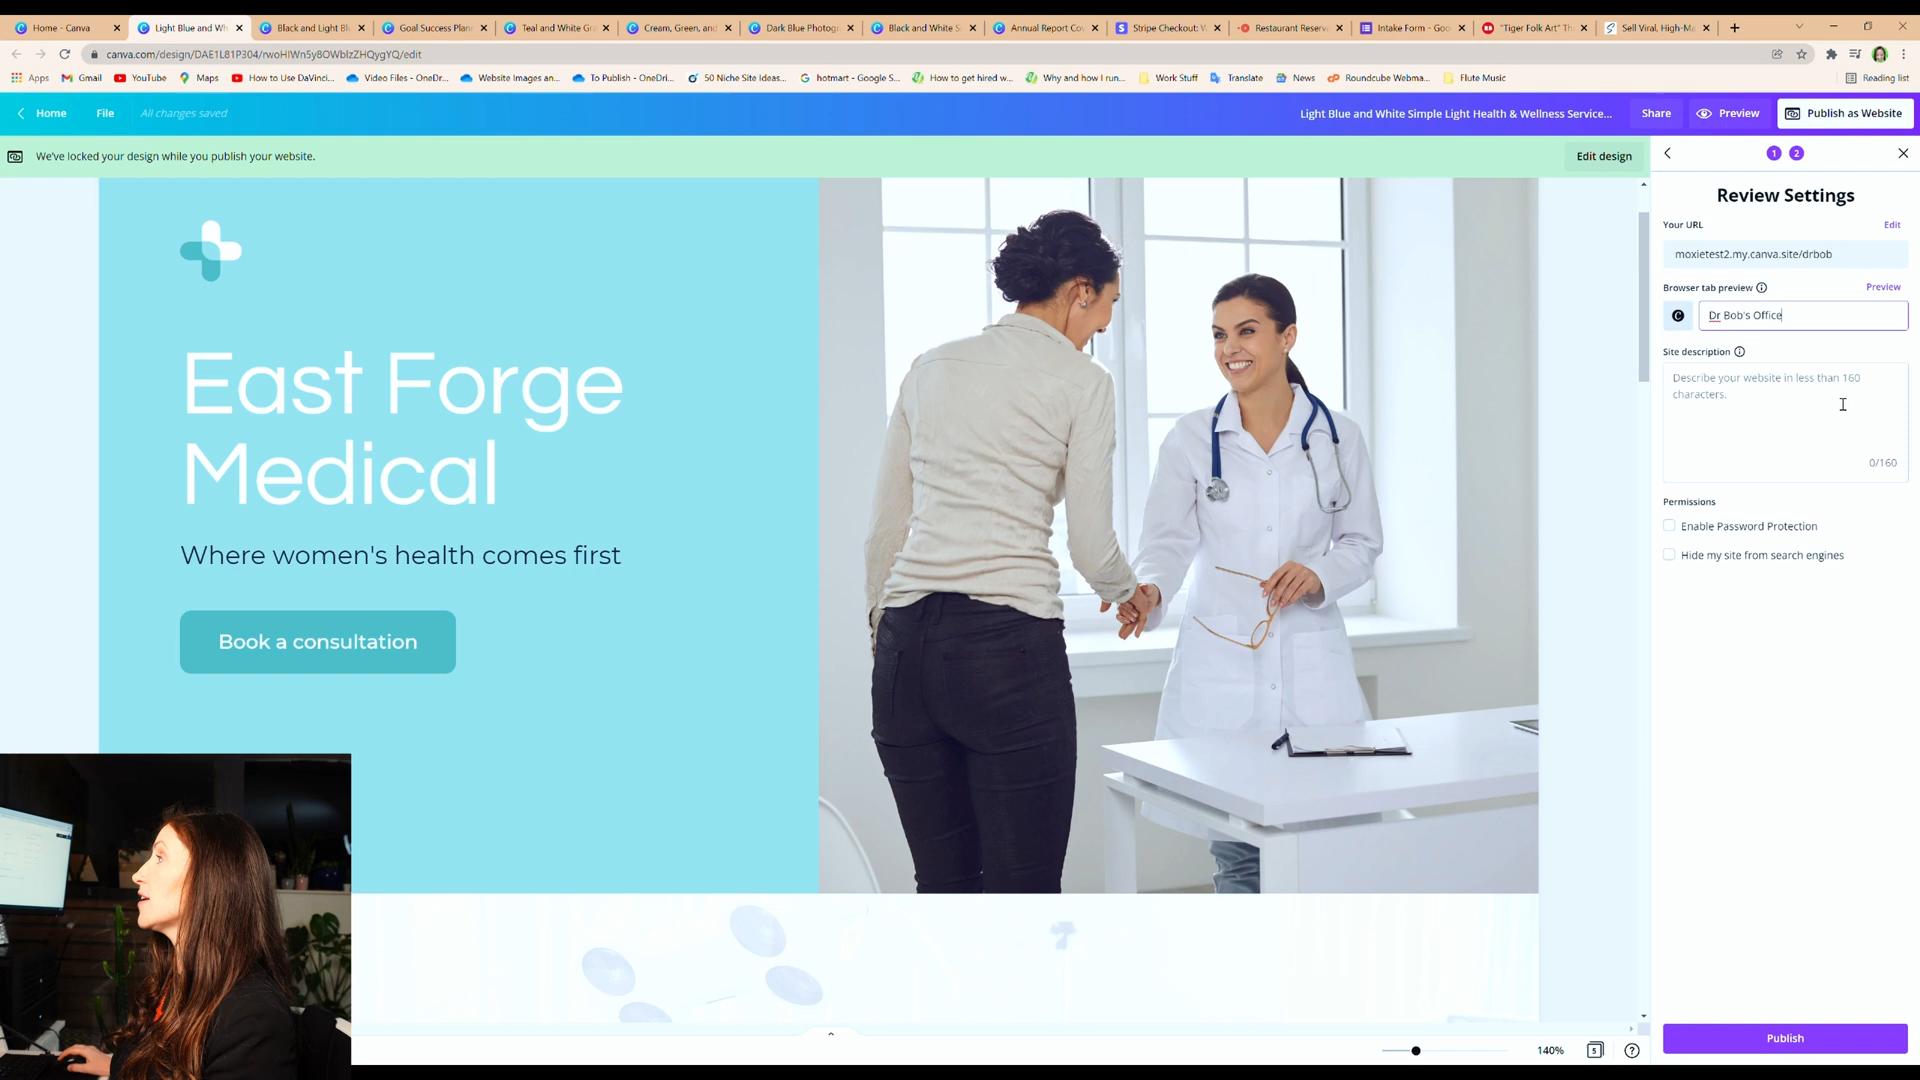 Home - Canva
Light Blue and Wh
Black and Light Bl
Goal Success Plan
Teal and White Gr
Cream, Green, and
Dark Blue Photogr
Black and White S
Annual Report Cov
Stripe Checkout: V
Restaurant Reserva
Intake Form - Goo
"Tiger Folk Art" Th
Sell Viral, High-Ma
canva.com/design/DAE1L81P304/rwoHIWn5y8OWblzZHQygYQ/edit
Apps
Gmail
YouTube
Maps
How to Use DaVinci...
Video Files - OneDr...
Website Images an...
To Publish - OneDri...
50 Niche Site Ideas...
hotmart - Google S...
How to get hired w...
Why and how I run...
Work Stuff
Translate
News
Roundcube Webma...
Flute Music
Reading list
Home
File
All changes saved
Light Blue and White Simple Light Health & Wellness Service...
Share
Preview
Publish as Website
We've locked your design while you publish your website.
Edit design
1 2
East Forge
Medical
Where women's health comes first
Book a consultation
Review Settings
Your URL
Edit
moxietest2.my.canva.site/drbob
Browser tab preview
Preview
Dr Bob's Office
Site description
Describe your website in less than 160
characters.
0/160
Permissions
Enable Password Protection
Hide my site from search engines
Publish
140%
5